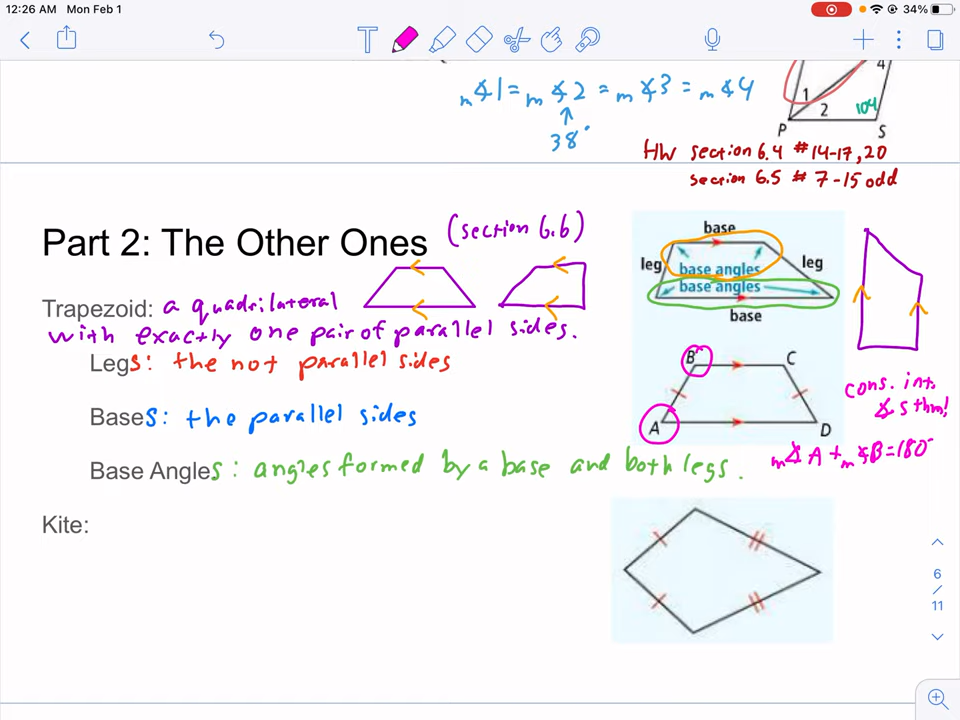 12:26 AM Mon Feb 1
34%
T
m∡1 = m∡2 = m∡3 = m∡4
38°
4
1
2
104
P
S
HW section 6.4 #14-17, 20
section 6.5 # 7-15 odd
Part 2: The Other Ones (section 6.6)
Trapezoid: a quadrilateral
with exactly one pair of parallel sides.
Legs: the not parallel sides
Bases: the parallel sides
Base Angles: angles formed by a base and both legs.
Kite:
base
leg
base angles
leg
base angles
base
B
C
A
D
cons. int.
∡s thm!
m∡A + m∡B = 180°
6
/
11